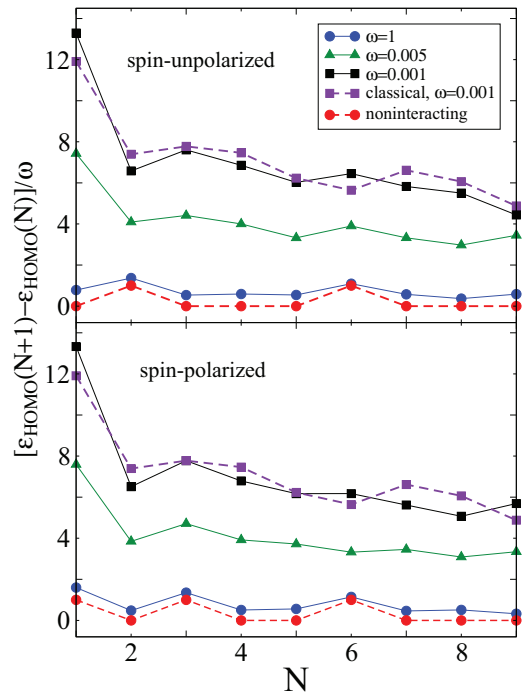 12
8
4
0
spin-unpolarized
ω=1
ω=0.005
ω=0.001
classical, ω=0.001
noninteracting
[ε_HOMO(N+1)−ε_HOMO(N)]/ω
12
8
4
0
spin-polarized
2 4 6 8
N